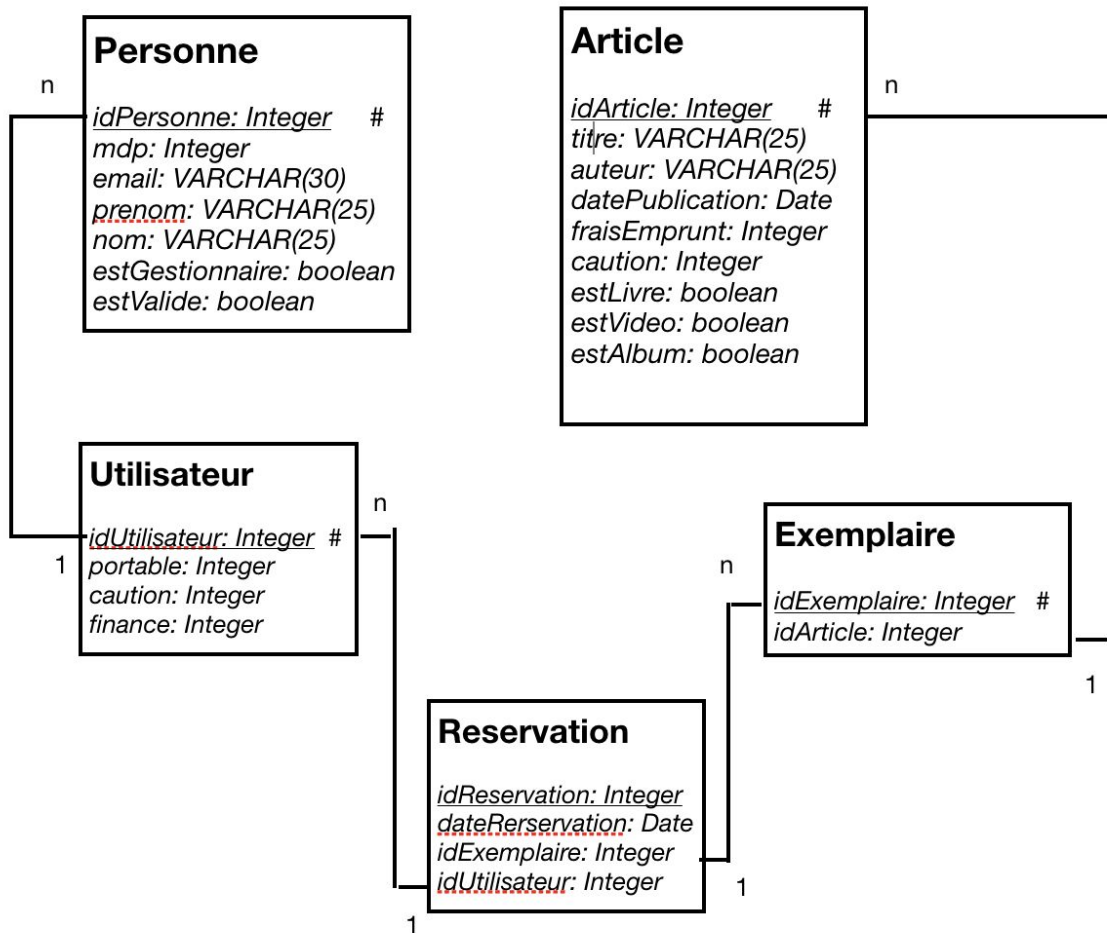 Personne
n
idPersonne: Integer #
mdp: Integer
email: VARCHAR(30)
prenom: VARCHAR(25)
nom: VARCHAR(25)
estGestionnaire: boolean
estValide: boolean
Article
n
idArticle: Integer #
titre: VARCHAR(25)
auteur: VARCHAR(25)
datePublication: Date
fraisEmprunt: Integer
caution: Integer
estLivre: boolean
estVideo: boolean
estAlbum: boolean
Utilisateur
n
idUtilisateur: Integer #
1
portable: Integer
caution: Integer
finance: Integer
Exemplaire
n
idExemplaire: Integer #
idArticle: Integer
1
Reservation
idReservation: Integer
dateRerservation: Date
idExemplaire: Integer
idUtilisateur: Integer
1
1